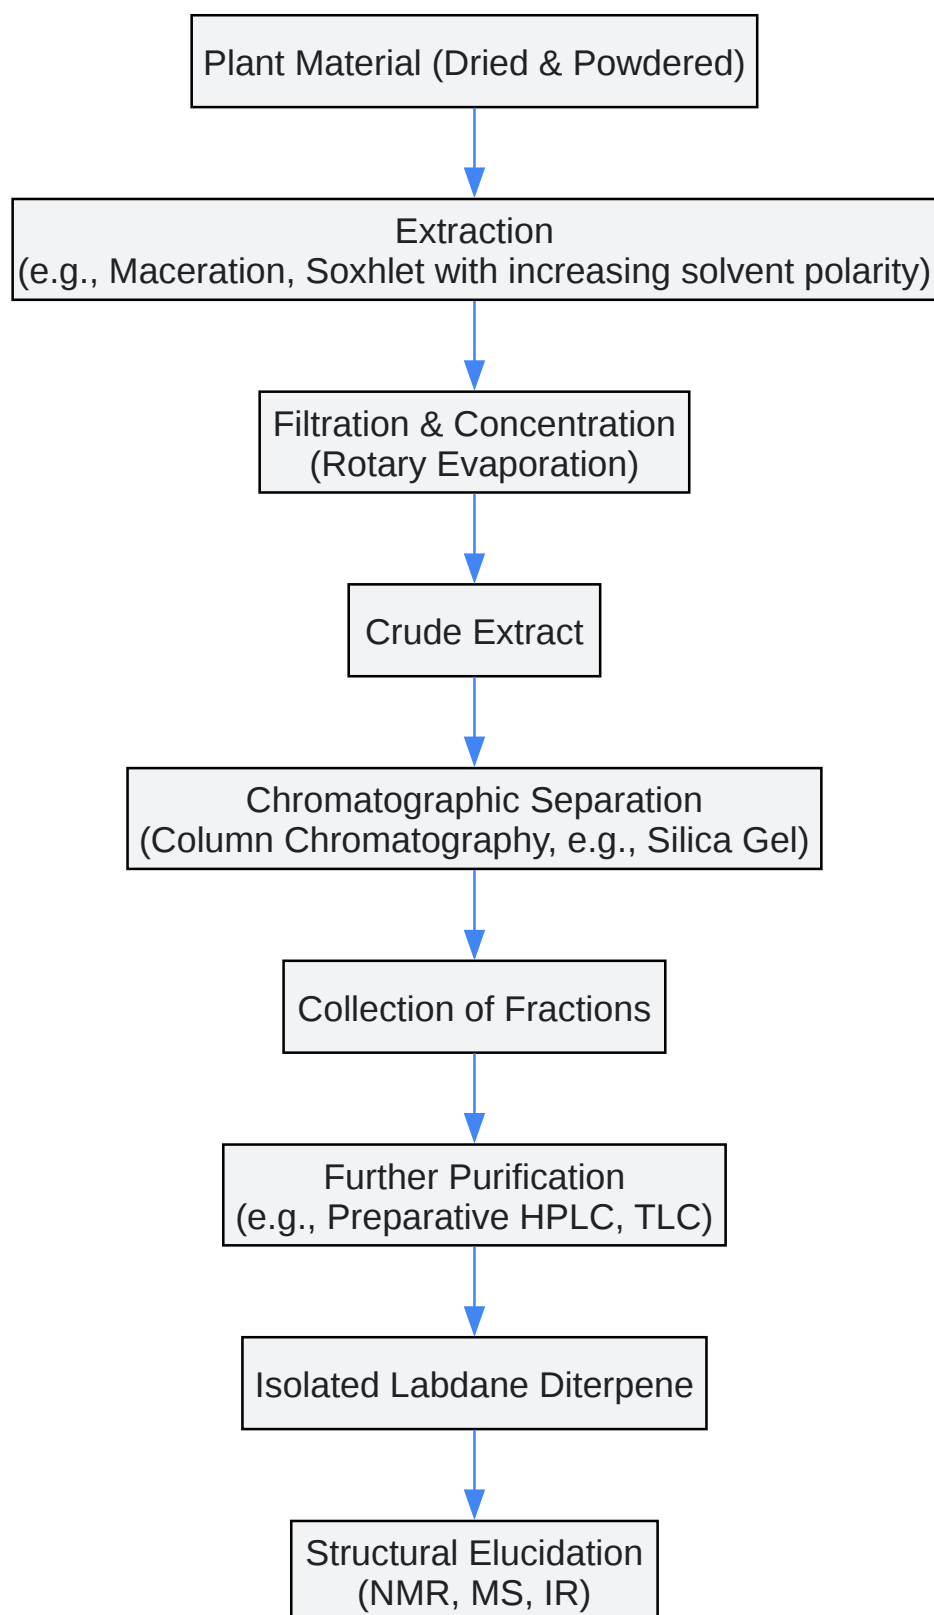 Plant Material (Dried & Powdered)
Extraction
(e.g., Maceration, Soxhlet with increasing solvent polarity)
Filtration & Concentration
(Rotary Evaporation)
Crude Extract
Chromatographic Separation
(Column Chromatography, e.g., Silica Gel)
Collection of Fractions
Further Purification
(e.g., Preparative HPLC, TLC)
Isolated Labdane Diterpene
Structural Elucidation
(NMR, MS, IR)